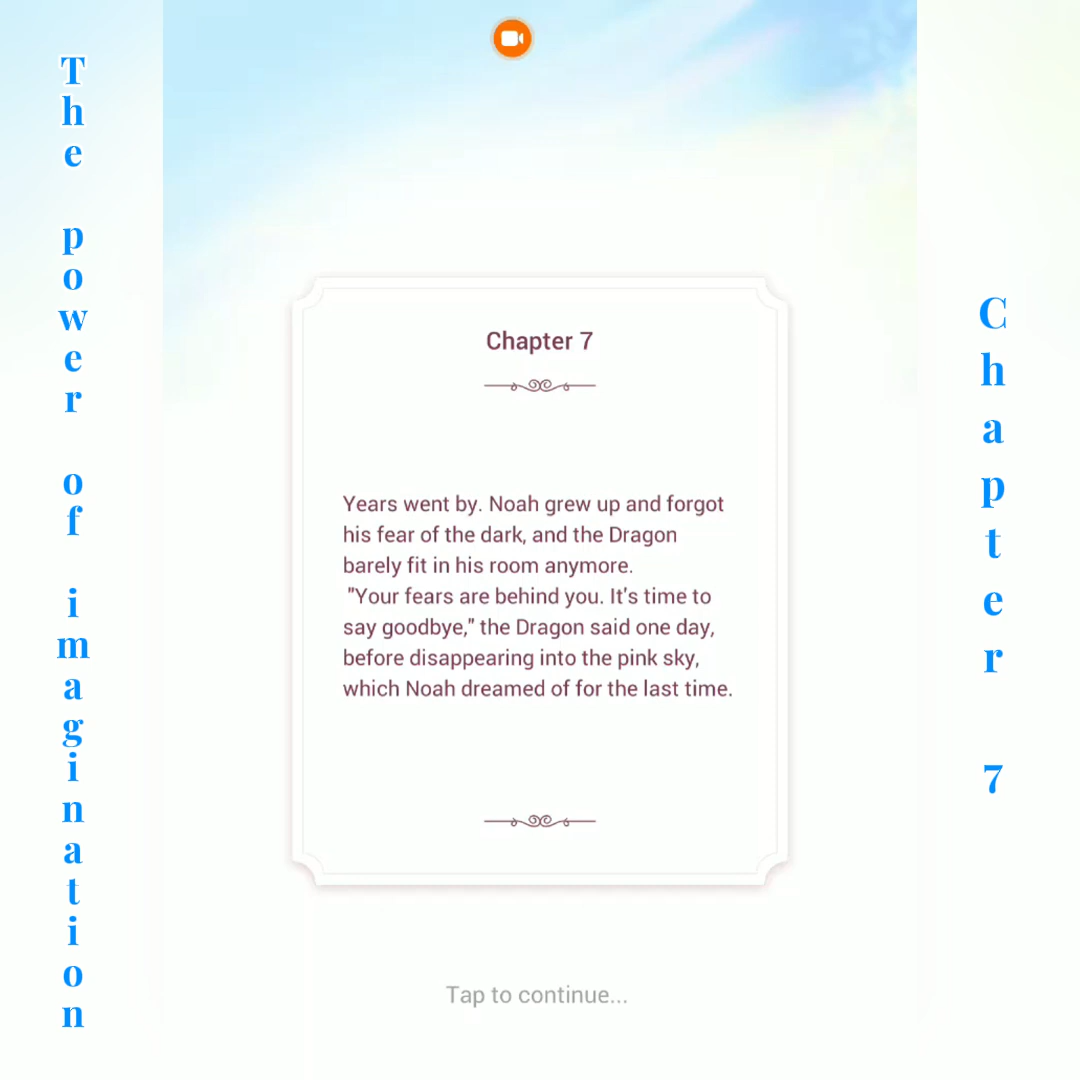 The power of imagination
Chapter 7
Years went by. Noah grew up and forgot
his fear of the dark, and the Dragon
barely fit in his room anymore.
"Your fears are behind you. It's time to
say goodbye," the Dragon said one day,
before disappearing into the pink sky,
which Noah dreamed of for the last time.
Tap to continue...
Chapter 7